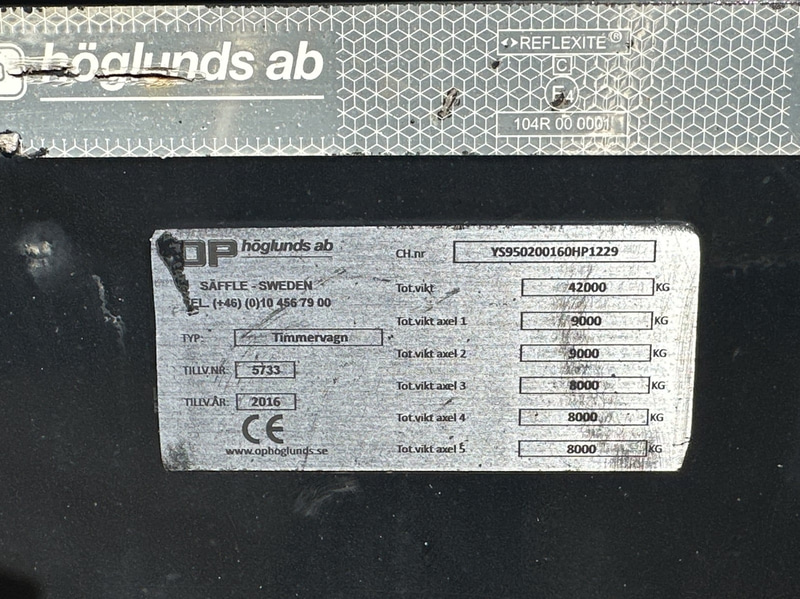 höglunds ab
REFLEXITE®
C
E4
104R 00 0001
OP höglunds ab
SÄFFLE - SWEDEN
TEL. (+46) (0)10 456 79 00
TYP: Timmervagn
TILLV.NR: 5733
TILLV.ÅR: 2016
CE
www.ophoglunds.se
CH.nr YS950200160HP1229
Tot.vikt 42000 KG
Tot.vikt axel 1 9000 KG
Tot.vikt axel 2 9000 KG
Tot.vikt axel 3 8000 KG
Tot.vikt axel 4 8000 KG
Tot.vikt axel 5 8000 KG